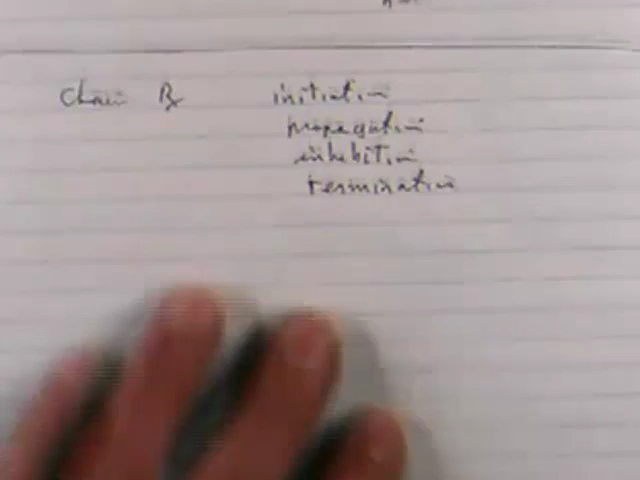 Chain Rx initiation
propagation
inhibition
termination